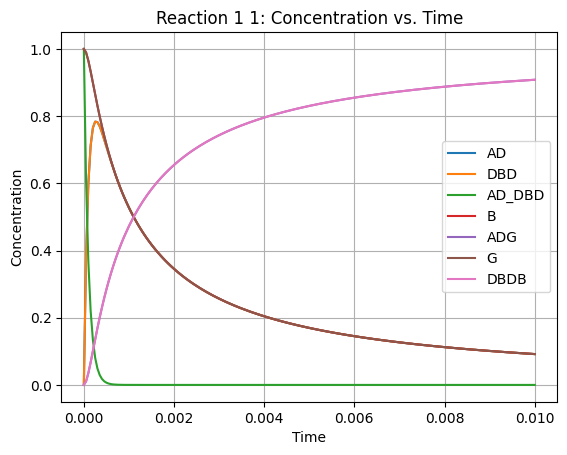 Reaction 1 1: Concentration vs. Time
Concentration
1.0
0.8
0.6
0.4
0.2
0.0
AD
DBD
AD_DBD
B
ADG
G
DBDB
0.000
0.002
0.004
0.006
0.008
0.010
Time